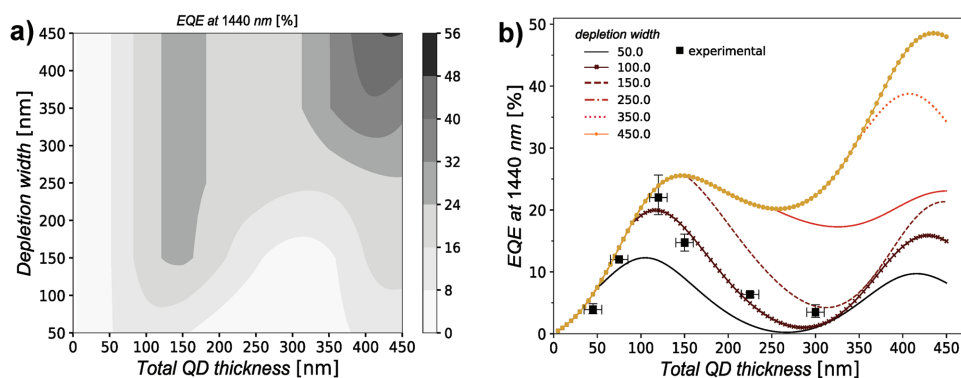 a)
EQE at 1440 nm [%]
Depletion width [nm]
450
400
350
300
250
200
150
100
50
0 50 100 150 200 250 300 350 400 450
Total QD thickness [nm]
56
48
40
32
24
16
8
0
b)
EQE at 1440 nm [%]
50
40
30
20
10
0
depletion width
50.0
100.0
150.0
250.0
350.0
450.0
experimental
0 50 100 150 200 250 300 350 400 450
Total QD thickness [nm]